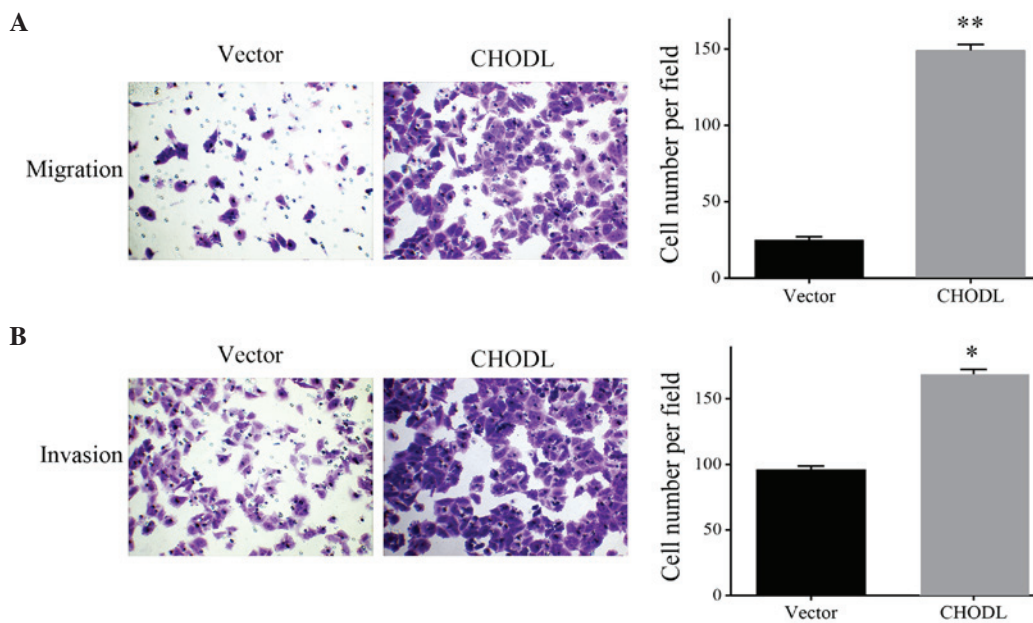 A
Vector
CHODL
Migration
Cell number per field
150
100
50
0
**
Vector
CHODL
B
Vector
CHODL
Invasion
Cell number per field
150
100
50
0
*
Vector
CHODL